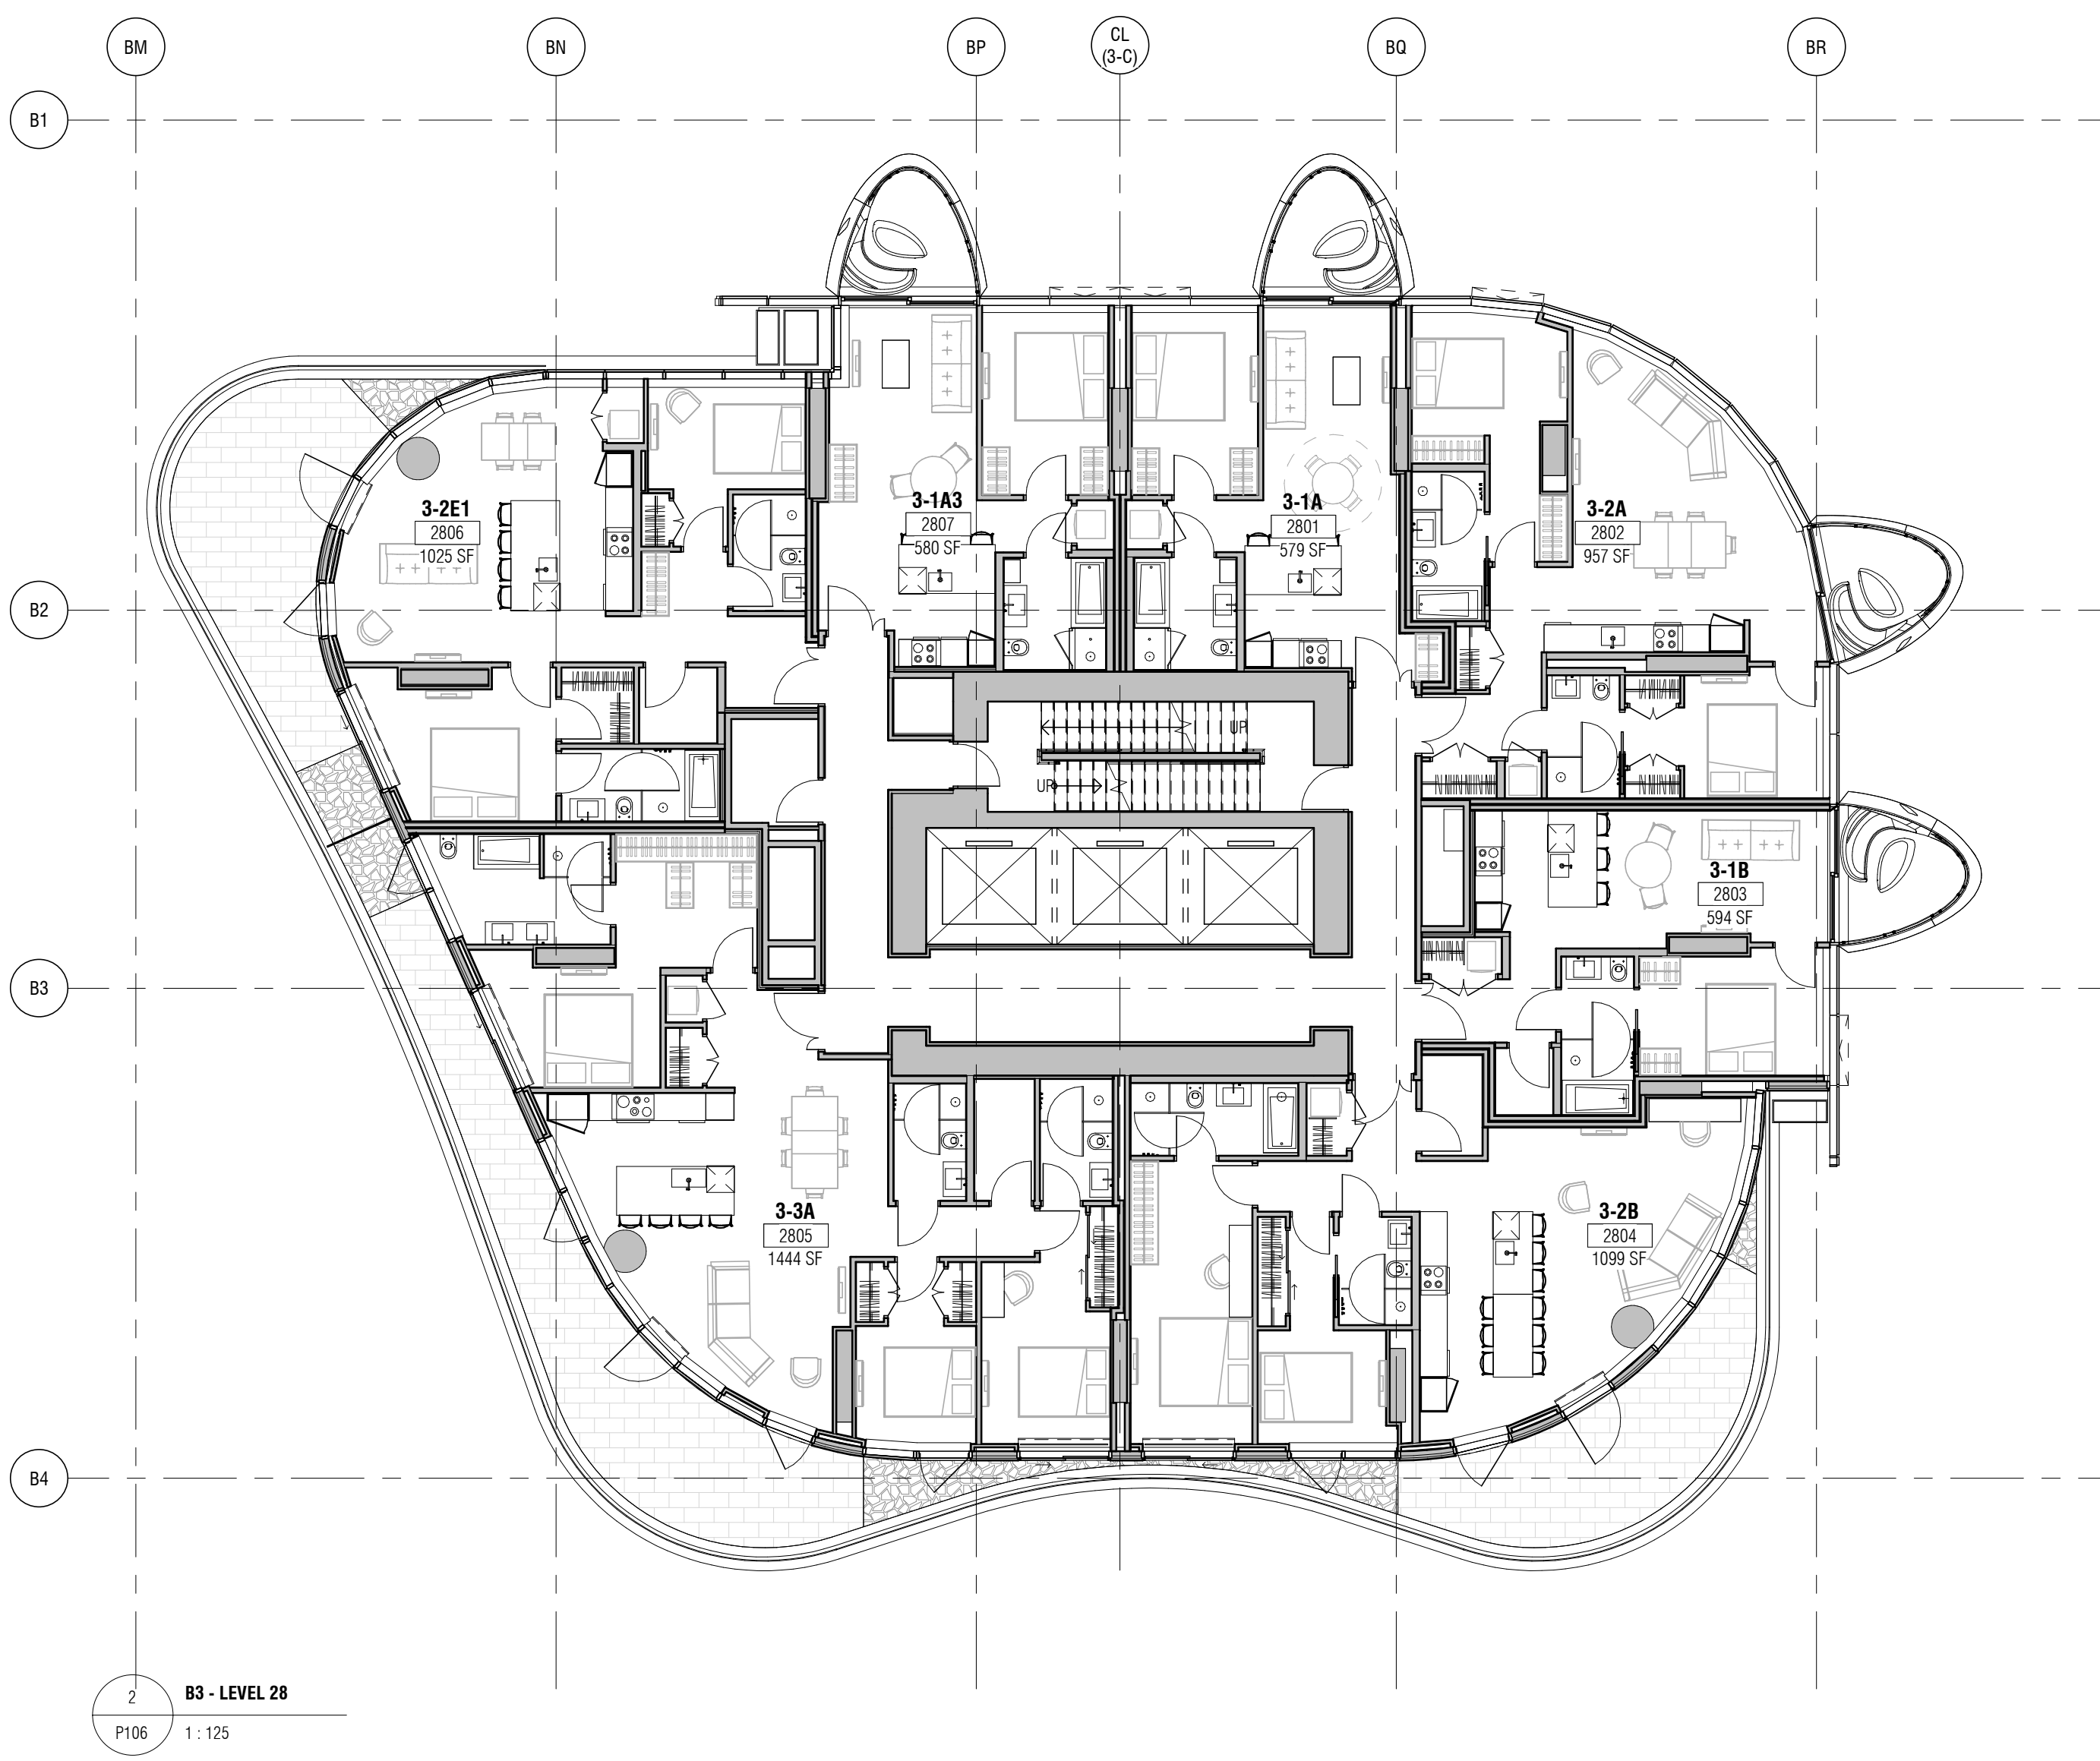 BM
BN
BP
CL
(3-C)
BQ
BR
B1
3-2E1
2806
1025 SF
3-1A3
2807
580 SF
3-1A
2801
579 SF
3-2A
2802
957 SF
B2
UP
UP
3-1B
2803
594 SF
B3
3-3A
2805
1444 SF
3-2B
2804
1099 SF
B4
2
P106
B3 - LEVEL 28
1 : 125